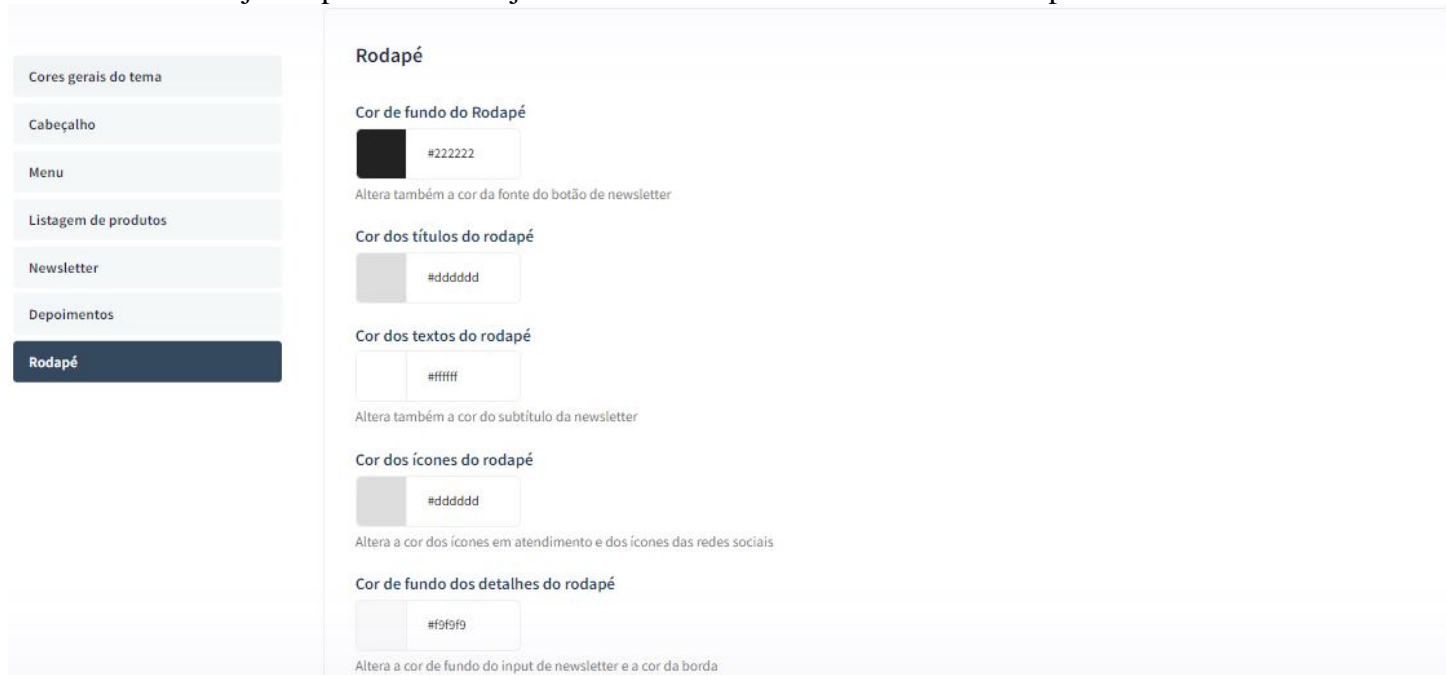 Cores gerais do tema
Cabeçalho
Menu
Listagem de produtos
Newsletter
Depoimentos
Rodapé
Rodapé
Cor de fundo do Rodapé
#222222
Altera também a cor da fonte do botão de newsletter
Cor dos títulos do rodapé
#dddddd
Cor dos textos do rodapé
#ffffff
Altera também a cor do subtítulo da newsletter
Cor dos ícones do rodapé
#dddddd
Altera a cor dos ícones em atendimento e dos ícones das redes sociais
Cor de fundo dos detalhes do rodapé
#f9f9f9
Altera a cor de fundo do input de newsletter e a cor da borda